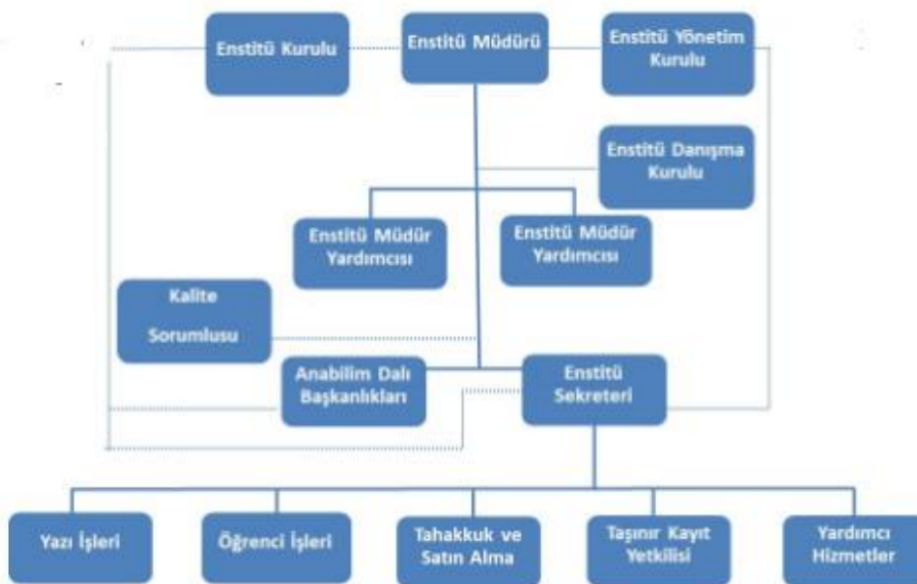 Enstitü Kurulu
Enstitü Müdürü
Enstitü Yönetim
Kurulu
Enstitü Danışma
Kurulu
Enstitü Müdür
Yardımcısı
Enstitü Müdür
Yardımcısı
Kalite
Sorumlusu
Anabilim Dalı
Başkanlıkları
Enstitü
Sekreteri
Yazı İşleri
Öğrenci İşleri
Tahakkuk ve
Satın Alma
Taşınır Kayıt
Yetkilisi
Yardımcı
Hizmetler